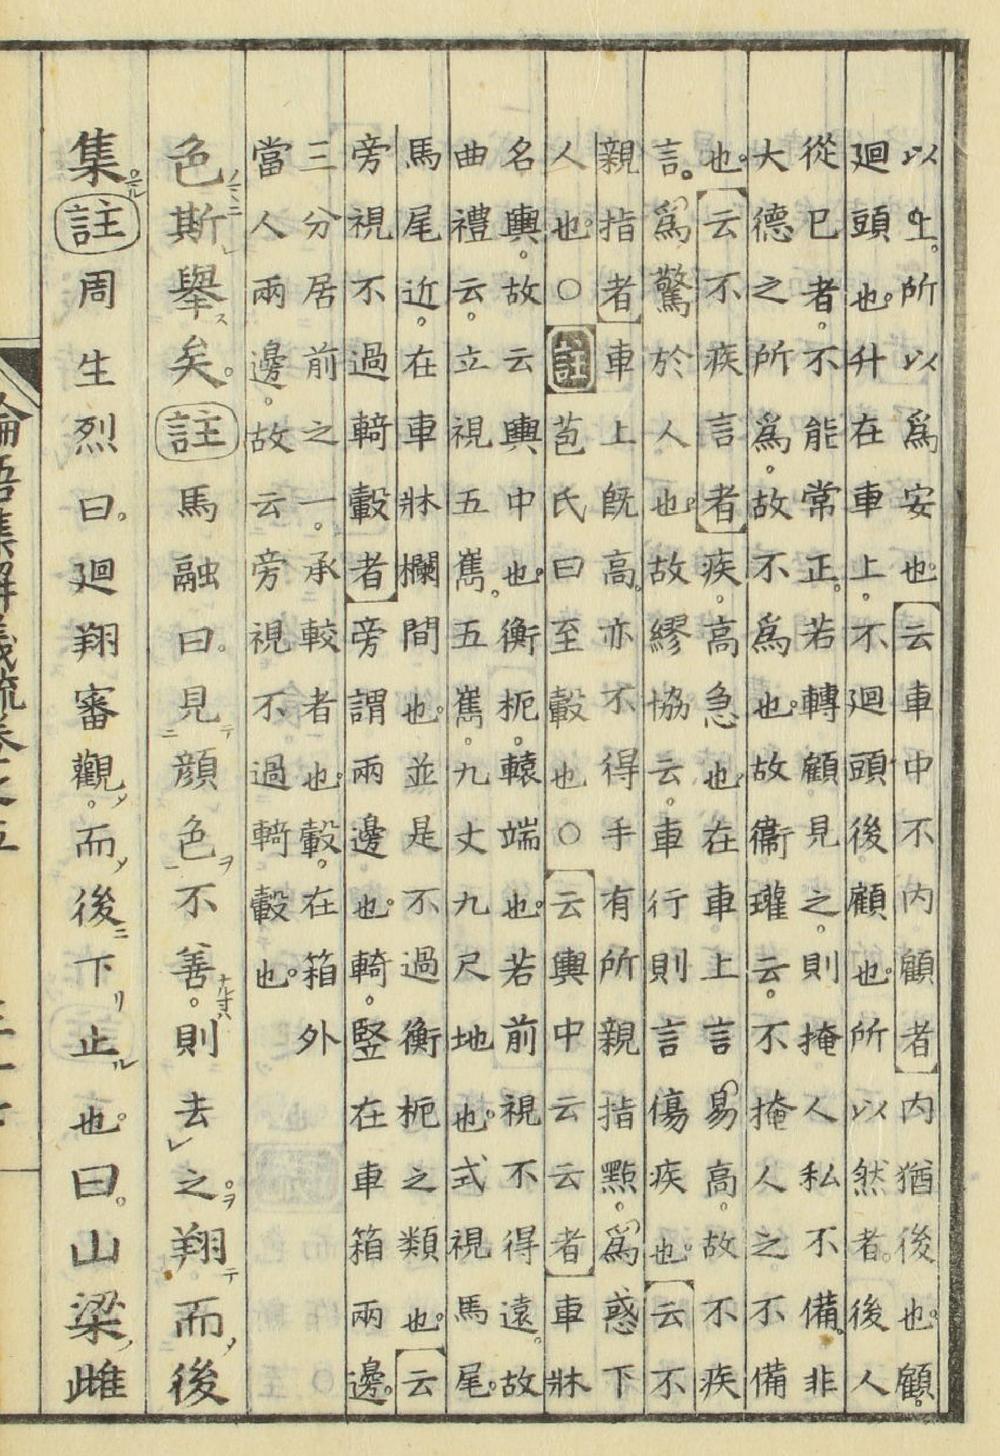 以上。所以爲安也。云車中不内顧者内猶後也。顧。
廻頭也。升在車上。不廻頭後顧也。所以然者。後人
從已者。不能常正。若轉顧見之。則掩人私不備。非
大德之所爲。故不爲也。故衞瓘云。不掩人之不備
也。云不疾言者疾。高急也。在車上言易高。故不疾
言。爲驚於人也。故繆協云。車行則言傷疾也。云不
親指者車上既高。亦不得手有所親指點。爲惑下
人也。○註苞氏曰至轂也○云輿中云云者車牀
名輿。故云輿中也。衡枙。轅端也。若前視不得遠。故
曲禮云。立視五雟。五雟。九丈九尺地也。式視馬尾。
馬尾近。在車牀欄間也。並是不過衡枙之類也。云
旁視不過輢轂者旁謂兩邊也。輢。竪在車箱兩邊。
三分居前之一。承較者也。轂。在箱外
當人兩邊。故云旁視不過輢轂也。
色斯舉矣。註馬融曰。見顔色不善。則去之。翔而後
集。註周生烈曰。廻翔審觀。而後下止也。曰。山梁雌
論語集解義疏卷之五